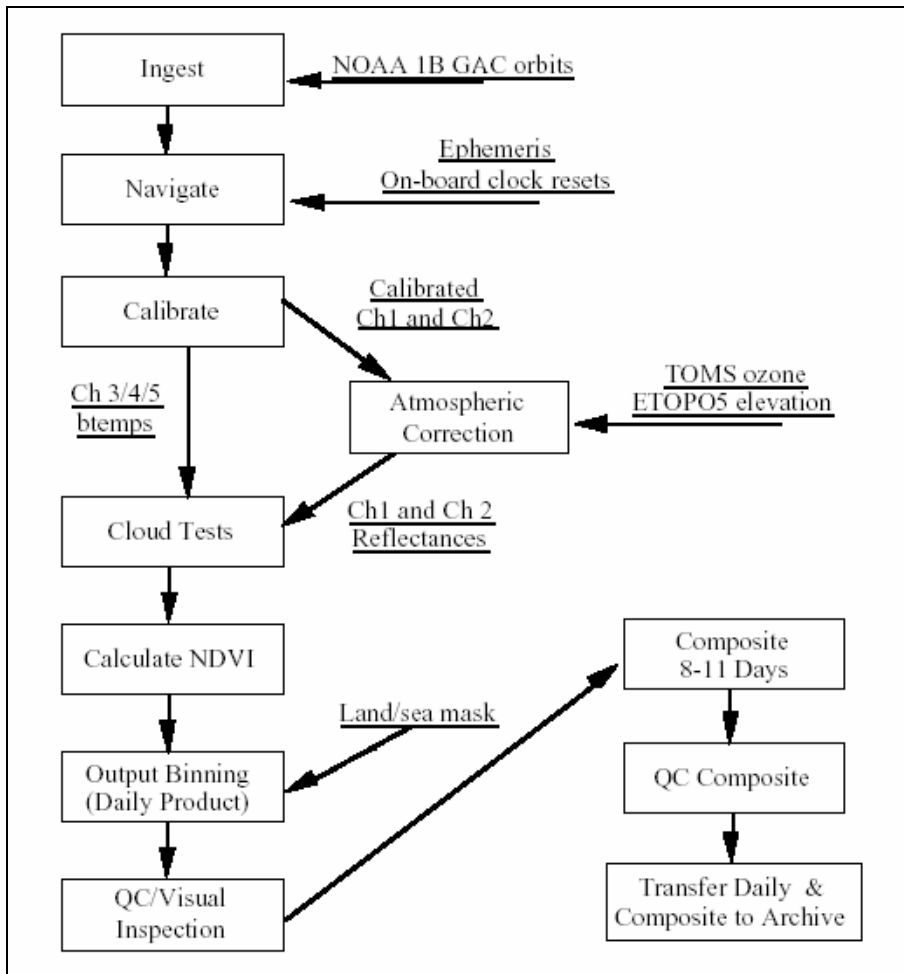 Ingest
NOAA 1B GAC orbits
Navigate
Ephemeris
On-board clock resets
Calibrate
Calibrated
Ch1 and Ch2
Ch 3/4/5
btemps
Atmospheric
Correction
TOMS ozone
ETOPO5 elevation
Cloud Tests
Ch1 and Ch 2
Reflectances
Calculate NDVI
Land/sea mask
Output Binning
(Daily Product)
QC/Visual
Inspection
Composite
8-11 Days
QC Composite
Transfer Daily &
Composite to Archive